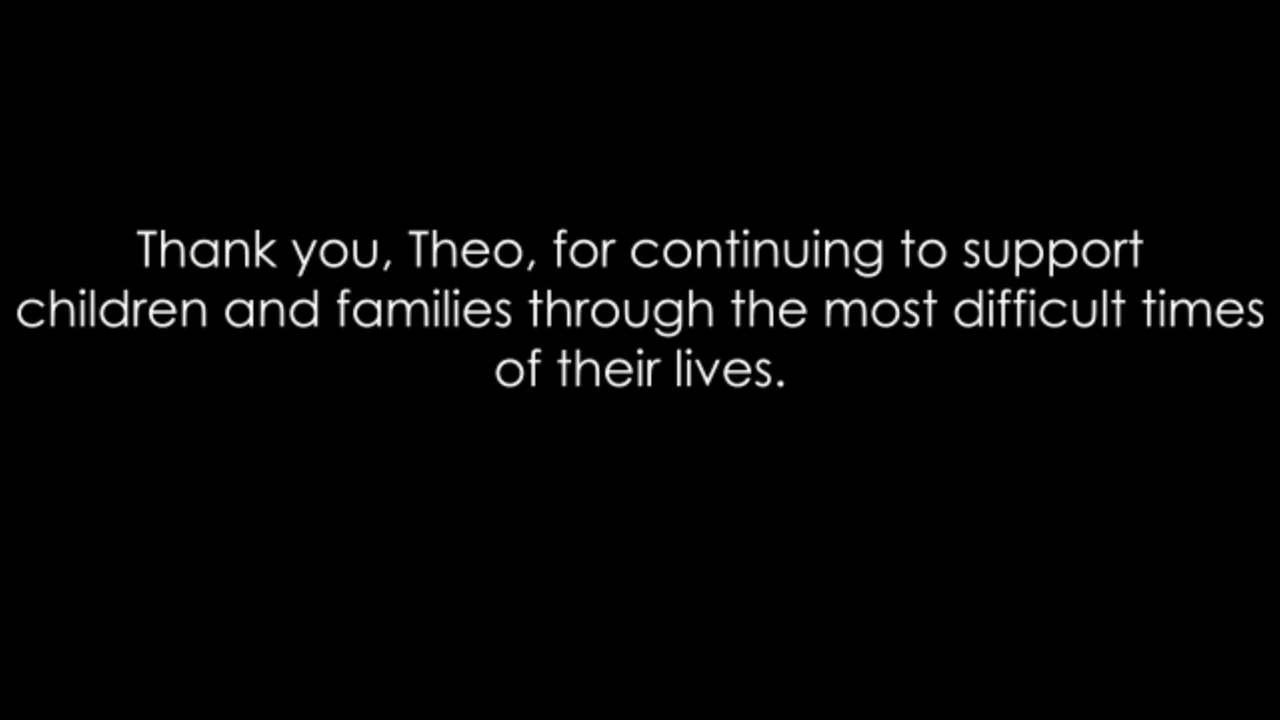 Thank you, Theo, for continuing to support
children and families through the most difficult times
of their lives.